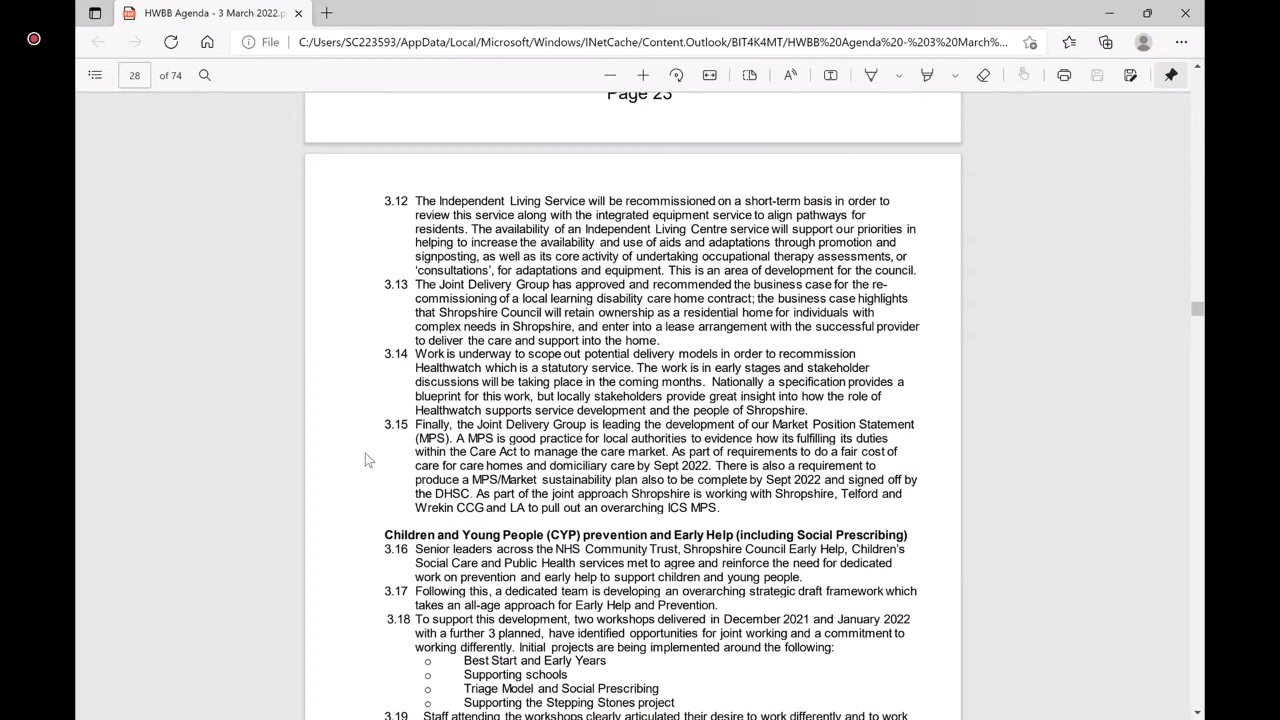 HWBB Agenda - 3 March 2022.p
File
C:/Users/SC223593/AppData/Local/Microsoft/Windows/INetCache/Content.Outlook/BIT4K4MT/HWBB%20Agenda%20-%203%20March%...
28 of 74
Page 23
3.12 The Independent Living Service will be recommissioned on a short-term basis in order to
review this service along with the integrated equipment service to align pathways for
residents. The availability of an Independent Living Centre service will support our priorities in
helping to increase the availability and use of aids and adaptations through promotion and
signposting, as well as its core activity of undertaking occupational therapy assessments, or
‘consultations’, for adaptations and equipment. This is an area of development for the council.
3.13 The Joint Delivery Group has approved and recommended the business case for the re-
commissioning of a local learning disability care home contract; the business case highlights
that Shropshire Council will retain ownership as a residential home for individuals with
complex needs in Shropshire, and enter into a lease arrangement with the successful provider
to deliver the care and support into the home.
3.14 Work is underway to scope out potential delivery models in order to recommission
Healthwatch which is a statutory service. The work is in early stages and stakeholder
discussions will be taking place in the coming months. Nationally a specification provides a
blueprint for this work, but locally stakeholders provide great insight into how the role of
Healthwatch supports service development and the people of Shropshire.
3.15 Finally, the Joint Delivery Group is leading the development of our Market Position Statement
(MPS). A MPS is good practice for local authorities to evidence how its fulfilling its duties
within the Care Act to manage the care market. As part of requirements to do a fair cost of
care for care homes and domiciliary care by Sept 2022. There is also a requirement to
produce a MPS/Market sustainability plan also to be complete by Sept 2022 and signed off by
the DHSC. As part of the joint approach Shropshire is working with Shropshire, Telford and
Wrekin CCG and LA to pull out an overarching ICS MPS.
Children and Young People (CYP) prevention and Early Help (including Social Prescribing)
3.16 Senior leaders across the NHS Community Trust, Shropshire Council Early Help, Children’s
Social Care and Public Health services met to agree and reinforce the need for dedicated
work on prevention and early help to support children and young people.
3.17 Following this, a dedicated team is developing an overarching strategic draft framework which
takes an all-age approach for Early Help and Prevention.
3.18 To support this development, two workshops delivered in December 2021 and January 2022
with a further 3 planned, have identified opportunities for joint working and a commitment to
working differently. Initial projects are being implemented around the following:
o Best Start and Early Years
o Supporting schools
o Triage Model and Social Prescribing
o Supporting the Stepping Stones project
3.19 Staff attending the workshops clearly articulated their desire to work differently and to work